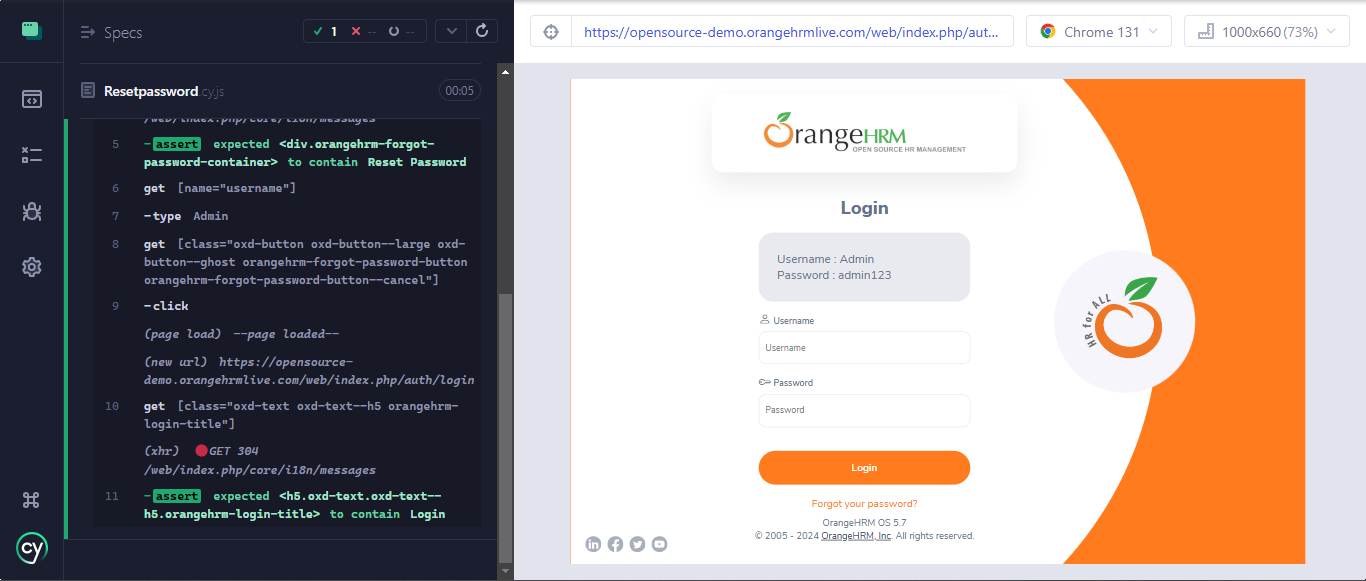 Specs
1 -- --
https://opensource-demo.orangehrmlive.com/web/index.php/aut...
Chrome 131
1000x660 (73%)
Resetpassword.cy.js
00:05
/web/index.php/core/i18n/messages
5 -assert expected <div.orangehrm-forgot-
password-container> to contain Reset Password
6 get [name="username"]
7 -type Admin
8 get [class="oxd-button oxd-button--large oxd-
button--ghost orangehrm-forgot-password-button
orangehrm-forgot-password-button--cancel"]
9 -click
(page load) --page loaded--
(new url) https://opensource-
demo.orangehrmlive.com/web/index.php/auth/login
10 get [class="oxd-text oxd-text--h5 orangehrm-
login-title"]
(xhr) GET 304
/web/index.php/core/i18n/messages
11 -assert expected <h5.oxd-text.oxd-text--
h5.orangehrm-login-title> to contain Login
cy
OrangeHRM
OPEN SOURCE HR MANAGEMENT
Login
Username : Admin
Password : admin123
Username
Username
Password
Password
Login
Forgot your password?
OrangeHRM OS 5.7
© 2005 - 2024 OrangeHRM, Inc. All rights reserved.
HR for ALL